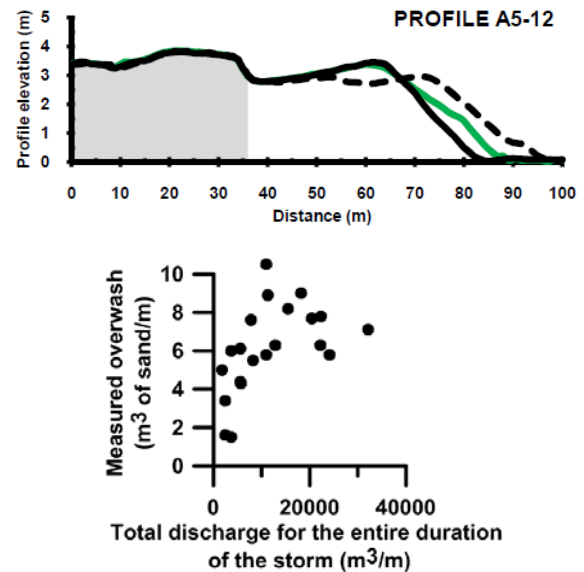 PROFILE A5-12
Profile elevation (m)
5
4
3
2
1
0
0 10 20 30 40 50 60 70 80 90 100
Distance (m)
Measured overwash
(m³ of sand/m)
10
8
6
4
2
0
0 20000 40000
Total discharge for the entire duration
of the storm (m³/m)